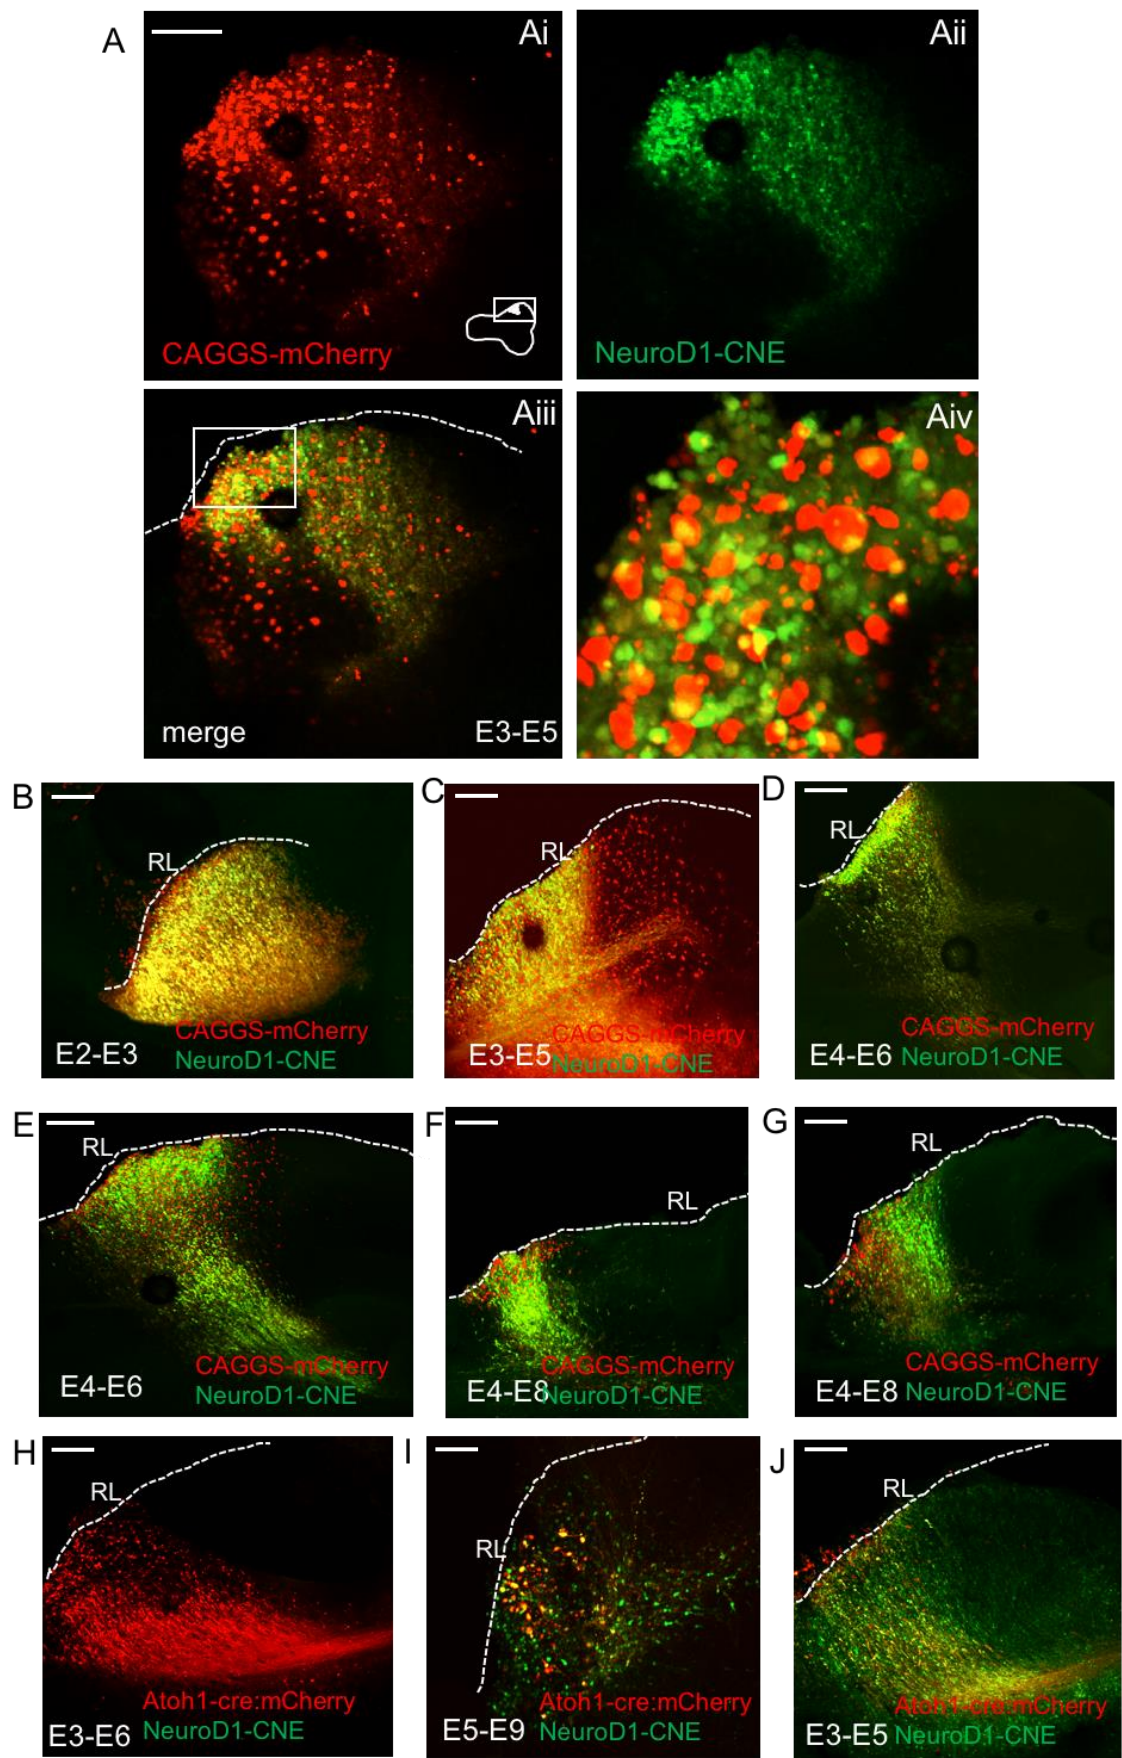 A
Ai
CAGGS-mCherry
Aii
NeuroD1-CNE
Aiii
merge
E3-E5
Aiv
B
RL
CAGGS-mCherry
E2-E3
NeuroD1-CNE
C
RL
CAGGS-mCherry
E3-E5
NeuroD1-CNE
D
RL
CAGGS-mCherry
E4-E6
NeuroD1-CNE
E
RL
CAGGS-mCherry
E4-E6
NeuroD1-CNE
F
RL
CAGGS-mCherry
E4-E8
NeuroD1-CNE
G
RL
CAGGS-mCherry
E4-E8
NeuroD1-CNE
H
RL
Atoh1-cre:mCherry
E3-E6
NeuroD1-CNE
I
RL
Atoh1-cre:mCherry
E5-E9
NeuroD1-CNE
J
RL
Atoh1-cre:mCherry
E3-E5
NeuroD1-CNE